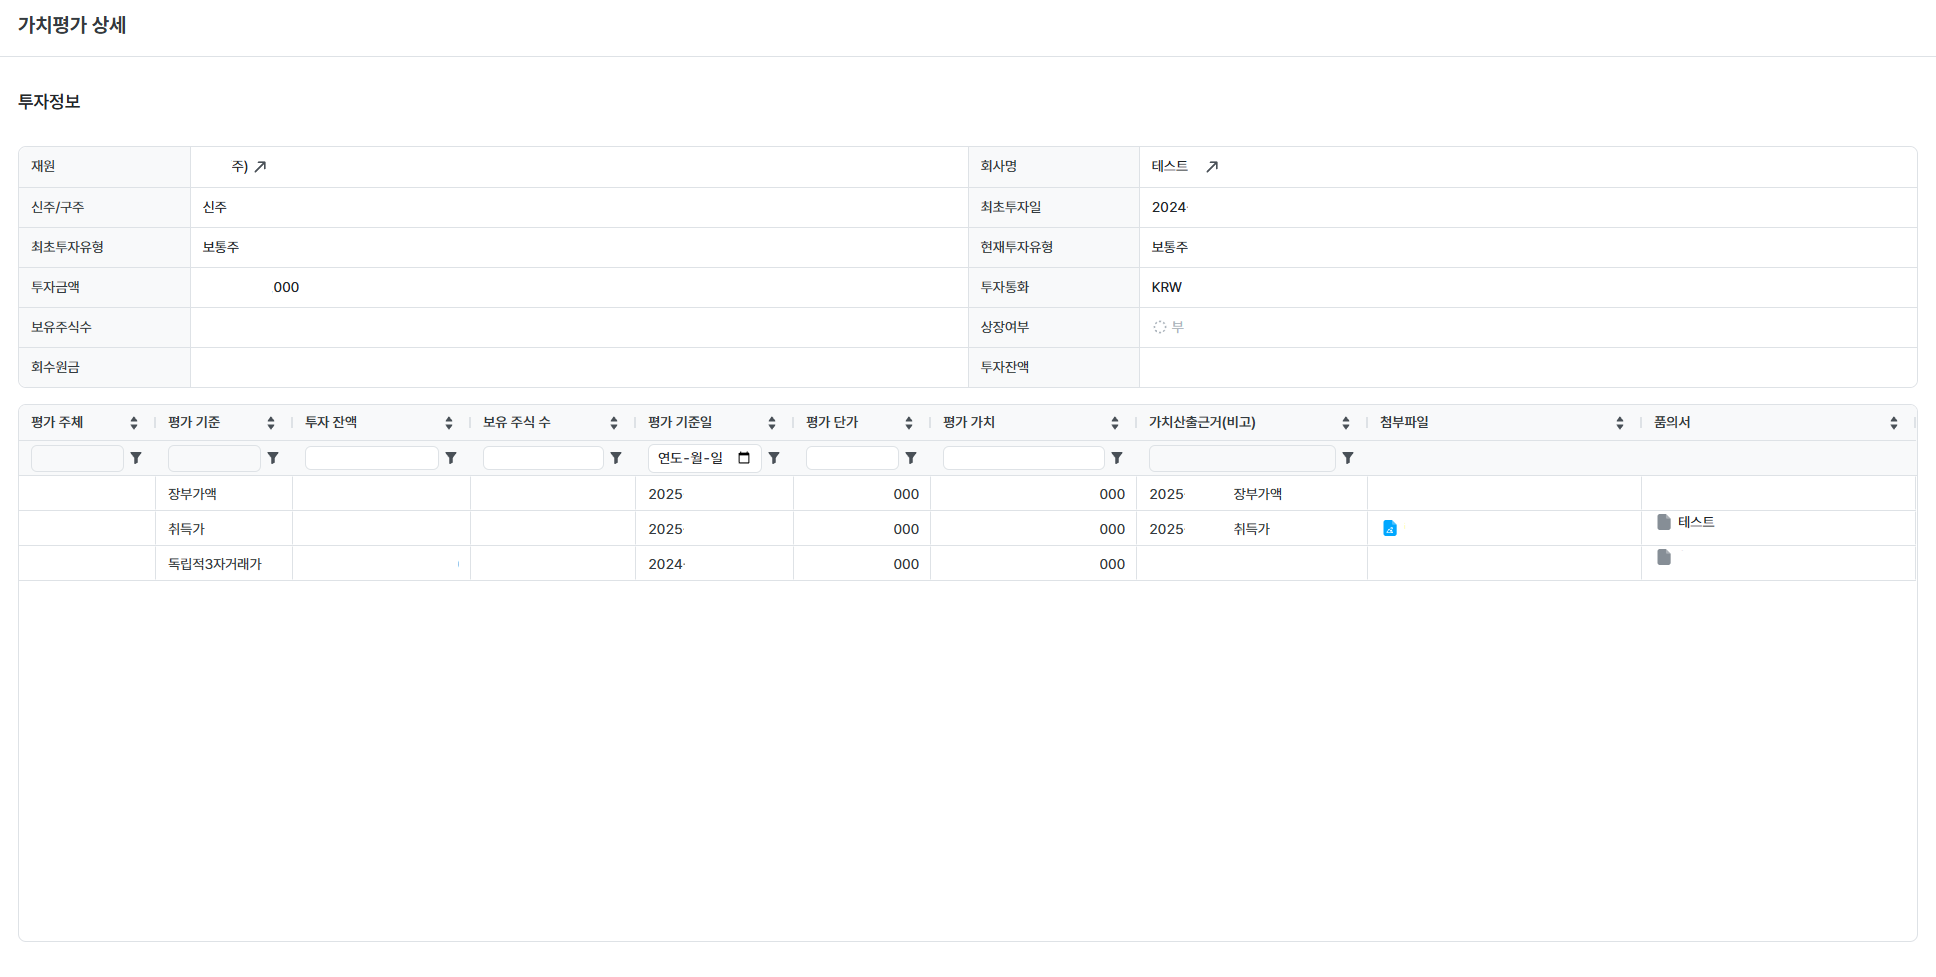 가치평가 상세
투자정보
재원 주) 회사명 테스트
신주/구주 신주 최초투자일 2024
최초투자유형 보통주 현재투자유형 보통주
투자금액 000 투자통화 KRW
보유주식수 상장여부 부
회수원금 투자잔액
평가 주체 평가 기준 투자 잔액 보유 주식 수 평가 기준일 평가 단가 평가 가치 가치산출근거(비고) 첨부파일 품의서
연도-월-일
장부가액 2025 000 000 2025 장부가액
취득가 2025 000 000 2025 취득가 테스트
독립적3자거래가 2024 000 000